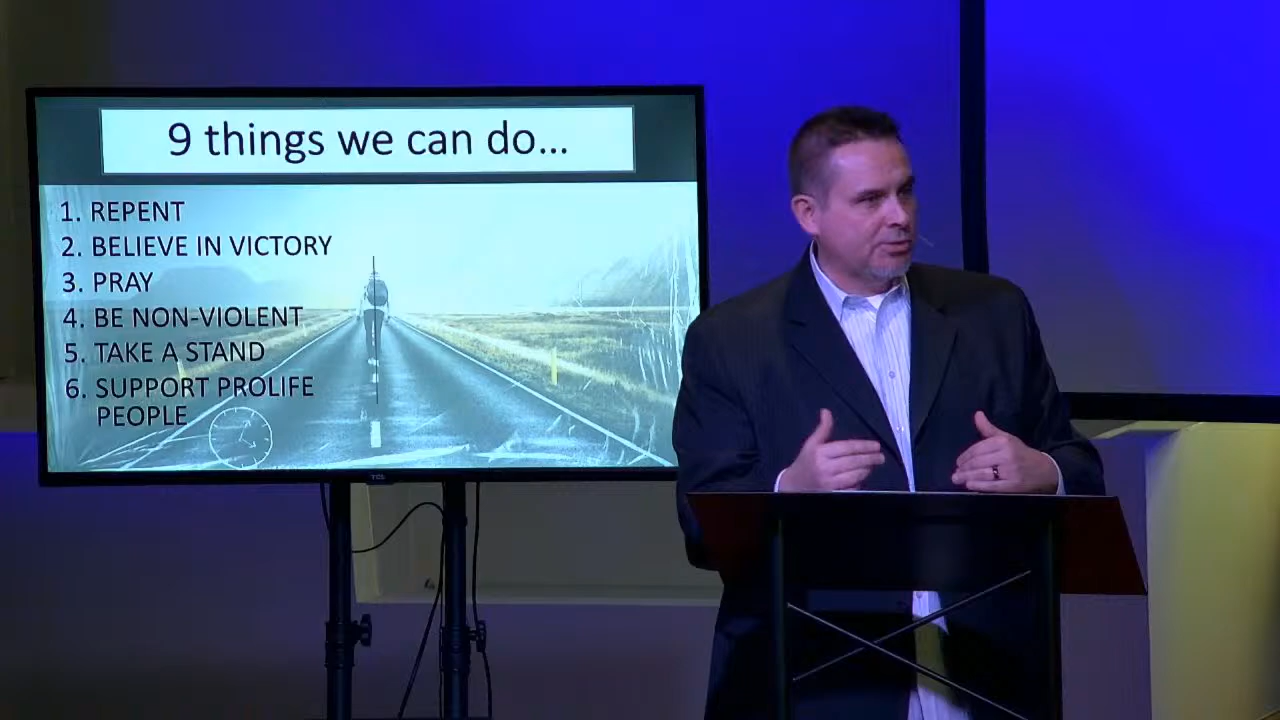 9 things we can do...
1. REPENT
2. BELIEVE IN VICTORY
3. PRAY
4. BE NON-VIOLENT
5. TAKE A STAND
6. SUPPORT PROLIFE
PEOPLE
TCL